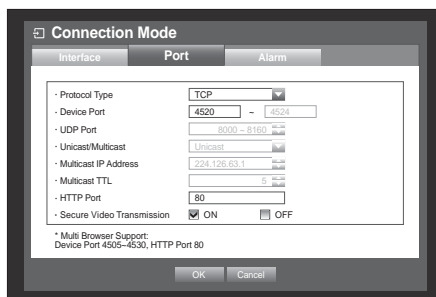 Connection Mode
Interface Port Alarm
· Protocol Type TCP
· Device Port 4520 ~ 4524
· UDP Port 8000 ~ 8160
· Unicast/Multicast Unicast
· Multicast IP Address 224.126.63.1
· Multicast TTL 5
· HTTP Port 80
· Secure Video Transmission ON OFF
* Multi Browser Support:
Device Port 4505~4530, HTTP Port 80
OK Cancel